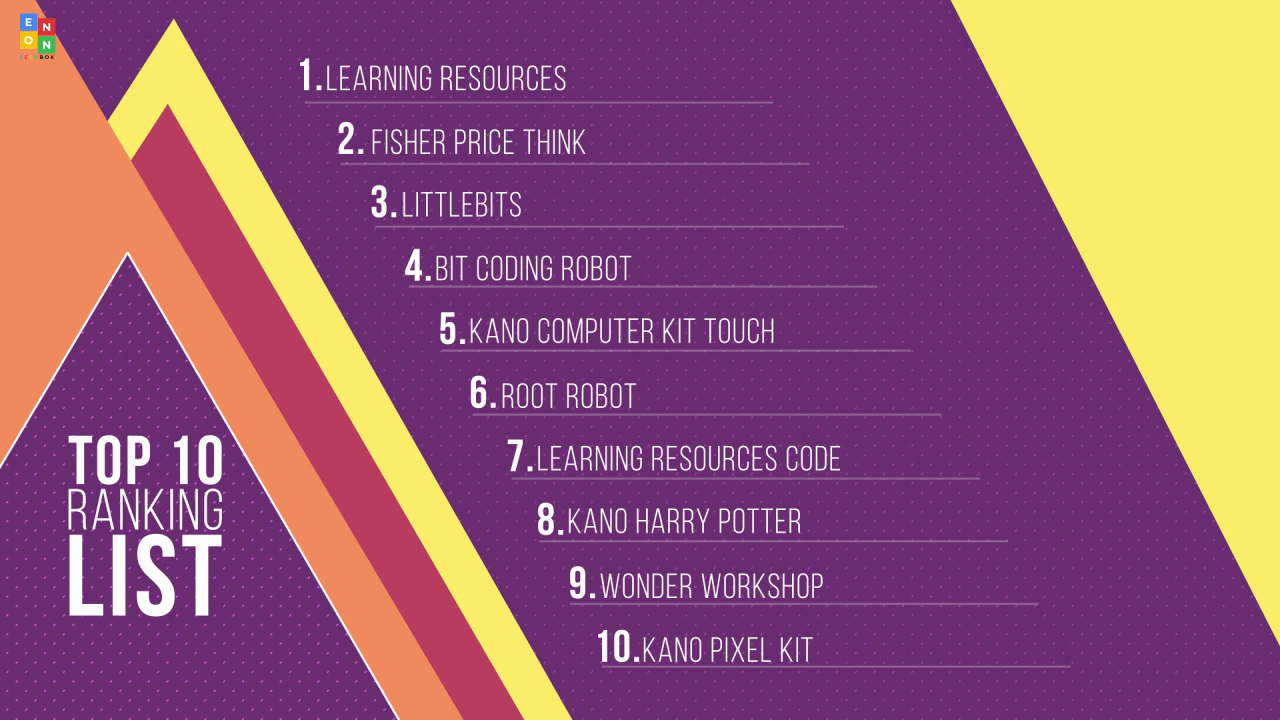 E N
O N
TECHBOX
1. LEARNING RESOURCES
2. FISHER PRICE THINK
3. LITTLEBITS
4. BIT CODING ROBOT
5. KANO COMPUTER KIT TOUCH
6. ROOT ROBOT
7. LEARNING RESOURCES CODE
8. KANO HARRY POTTER
9. WONDER WORKSHOP
10. KANO PIXEL KIT
TOP 10
RANKING
LIST